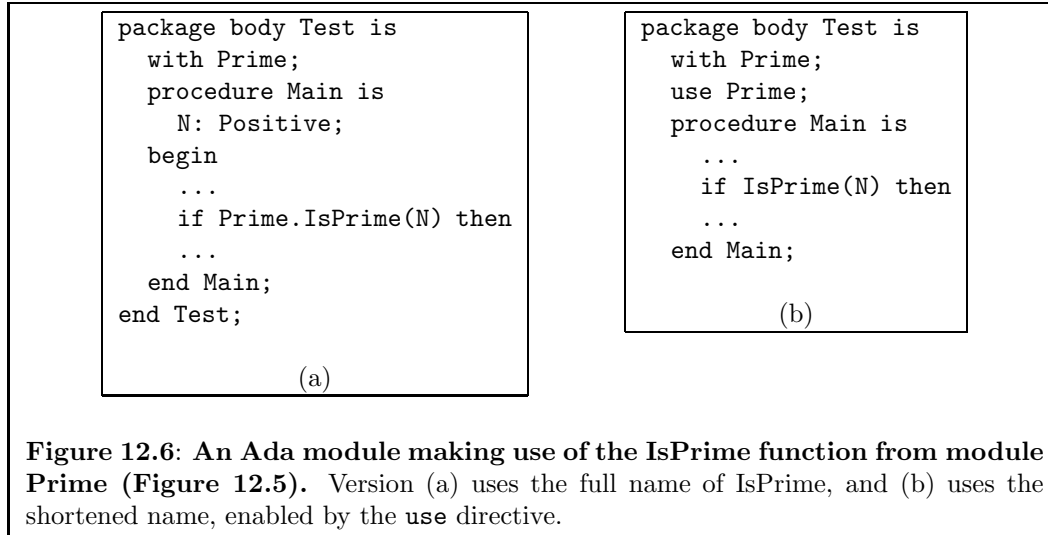 package body Test is
with Prime;
procedure Main is
N: Positive;
begin
...
if Prime.IsPrime(N) then
...
end Main;
end Test;
(a)
package body Test is
with Prime;
use Prime;
procedure Main is
...
if IsPrime(N) then
...
end Main;
(b)
Figure 12.6: An Ada module making use of the IsPrime function from module
Prime (Figure 12.5). Version (a) uses the full name of IsPrime, and (b) uses the
shortened name, enabled by the use directive.